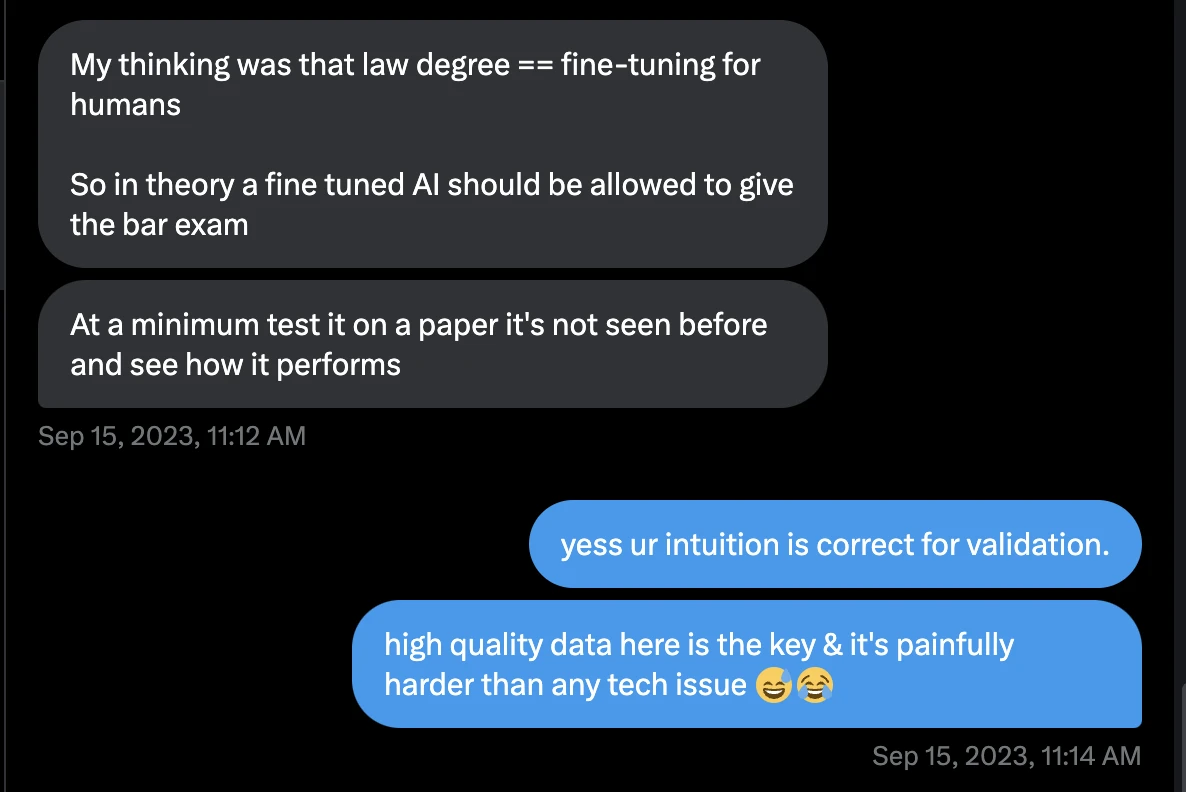 My thinking was that law degree == fine-tuning for
humans
So in theory a fine tuned AI should be allowed to give
the bar exam
At a minimum test it on a paper it's not seen before
and see how it performs
Sep 15, 2023, 11:12 AM
yess ur intuition is correct for validation.
high quality data here is the key & it's painfully
harder than any tech issue 😅😂
Sep 15, 2023, 11:14 AM